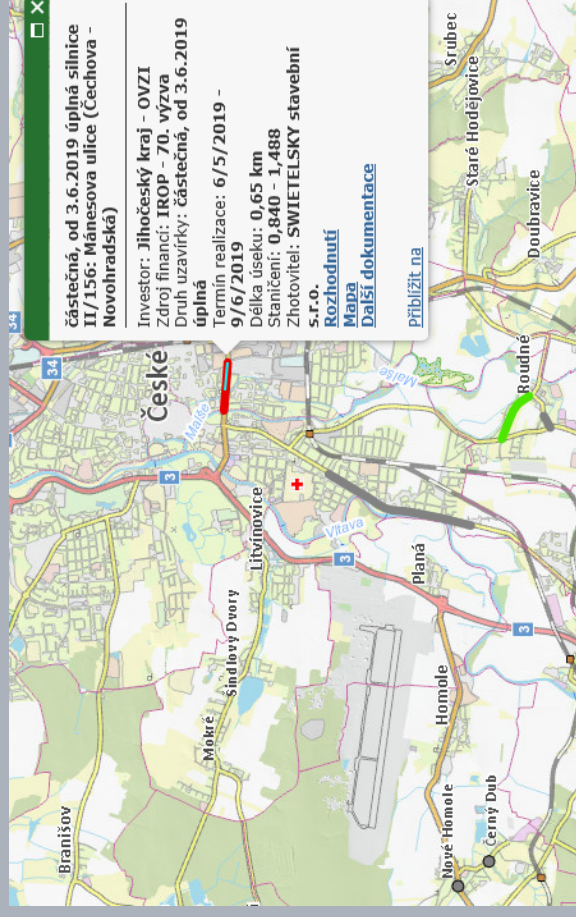 částečná, od 3.6.2019 úplná silnice
II/156: Mánesova ulice (Čechova -
Novohradská)
Investor: Jihočeský kraj - OVZI
Zdroj financí: IROP - 70. výzva
Druh uzavírky: částečná, od 3.6.2019
úplná
Termín realizace: 6/5/2019 -
9/6/2019
Délka úseku: 0,65 km
Staničení: 0,840 - 1,488
Zhotovitel: SWIETELSKY stavební
s.r.o.
Rozhodnutí
Mapa
Další dokumentace
Přiblížit na
34
34
České
Malše
3
Branišov
Mokré
Šindlovy Dvory
Litvínovice
Vltava
Malše
3
Planá
Homole
3
Nové Homole
Černý Dub
Roudné
Doubravice
Staré Hodějovice
Srubec